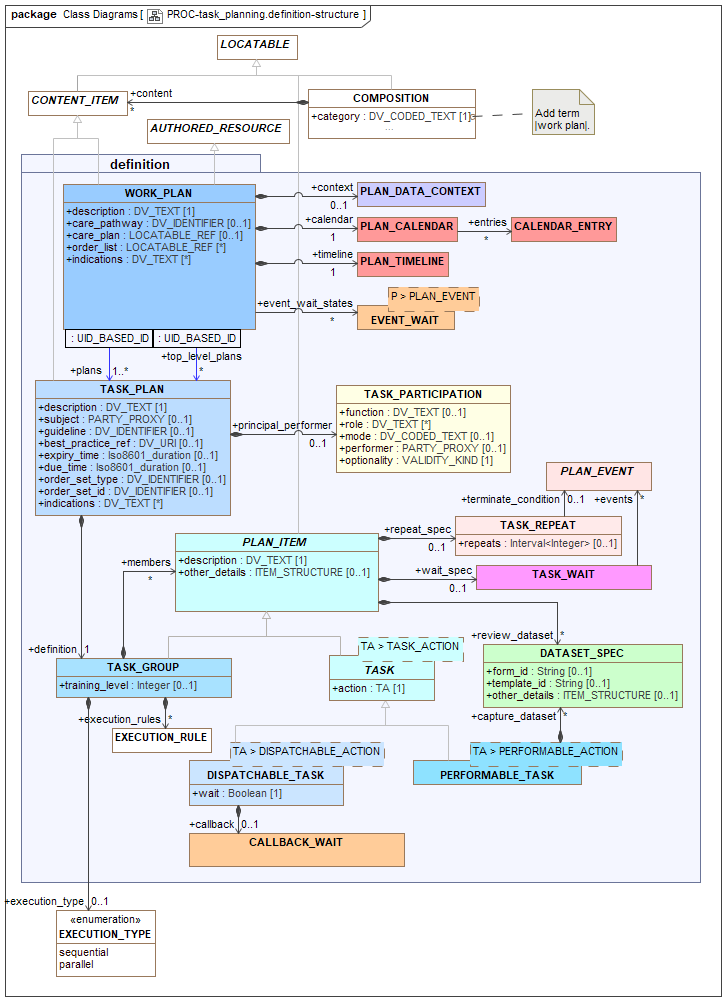 package Class Diagrams [ PROC-task_planning.definition-structure ]
LOCATABLE
CONTENT_ITEM
+content
*
COMPOSITION
+category : DV_CODED_TEXT [1]
...
Add term
|work plan|.
AUTHORED_RESOURCE
definition
WORK_PLAN
+description : DV_TEXT [1]
+care_pathway : DV_IDENTIFIER [0..1]
+care_plan : LOCATABLE_REF [0..1]
+order_list : LOCATABLE_REF [*]
+indications : DV_TEXT [*]
+context
0..1
PLAN_DATA_CONTEXT
+calendar
1
PLAN_CALENDAR
+entries
*
CALENDAR_ENTRY
+timeline
1
PLAN_TIMELINE
+event_wait_states
*
P > PLAN_EVENT
EVENT_WAIT
: UID_BASED_ID
: UID_BASED_ID
+top_level_plans
*
+plans
1..*
TASK_PLAN
+description : DV_TEXT [1]
+subject : PARTY_PROXY [0..1]
+guideline : DV_IDENTIFIER [0..1]
+best_practice_ref : DV_URI [0..1]
+expiry_time : Iso8601_duration [0..1]
+due_time : Iso8601_duration [0..1]
+order_set_type : DV_IDENTIFIER [0..1]
+order_set_id : DV_IDENTIFIER [0..1]
+indications : DV_TEXT [*]
+principal_performer
0..1
TASK_PARTICIPATION
+function : DV_TEXT [0..1]
+role : DV_TEXT [*]
+mode : DV_CODED_TEXT [0..1]
+performer : PARTY_PROXY [0..1]
+optionality : VALIDITY_KIND [1]
PLAN_EVENT
+terminate_condition
0..1
+events
*
PLAN_ITEM
+description : DV_TEXT [1]
+other_details : ITEM_STRUCTURE [0..1]
+repeat_spec
0..1
TASK_REPEAT
+repeats : Interval<Integer> [0..1]
+wait_spec
0..1
TASK_WAIT
+members
*
+review_dataset
*
+definition
1
TASK_GROUP
+training_level : Integer [0..1]
TA > TASK_ACTION
TASK
+action : TA [1]
DATASET_SPEC
+form_id : String [0..1]
+template_id : String [0..1]
+other_details : ITEM_STRUCTURE [0..1]
+capture_dataset
*
+execution_rules
*
EXECUTION_RULE
TA > DISPATCHABLE_ACTION
DISPATCHABLE_TASK
+wait : Boolean [1]
TA > PERFORMABLE_ACTION
PERFORMABLE_TASK
+callback
0..1
CALLBACK_WAIT
+execution_type
0..1
«enumeration»
EXECUTION_TYPE
sequential
parallel